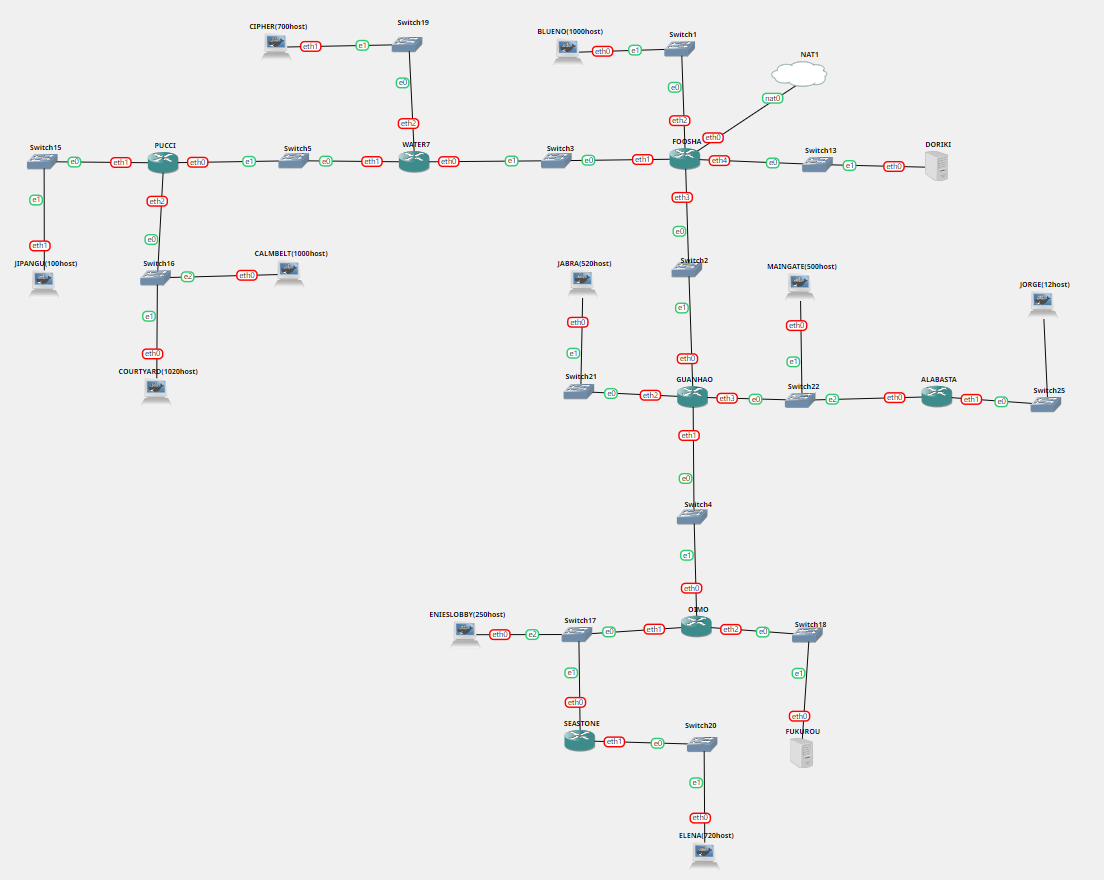 CIPHER(700host)
eth1
e1
Switch19
e0
eth2
BLUENO(1000host)
eth0
e1
Switch1
e0
eth2
NAT1
nat0
eth0
Switch15
e0
eth1
PUCCI
eth0
e1
Switch5
e0
eth1
WATER7
eth0
e1
Switch3
e0
eth1
FOOSHA
eth4
e0
Switch13
e1
eth0
DORIKI
e1
eth1
JIPANGU(100host)
eth2
e0
Switch16
e2
eth0
CALMBELT(1000host)
e1
eth0
COURTYARD(1020host)
eth3
e0
Switch2
e1
eth0
JABRA(520host)
eth0
e1
Switch21
e0
eth2
GUANHAO
eth3
e0
MAINGATE(500host)
eth0
e1
Switch22
e2
eth0
ALABASTA
eth1
e0
Switch25
JORGE(12host)
eth1
e0
Switch4
e1
eth0
OIMO
ENIESLOBBY(250host)
eth0
e2
Switch17
e0
eth1
eth2
e0
Switch18
e1
eth0
FUKUROU
e1
eth0
SEASTONE
eth1
e0
Switch20
e1
eth0
ELENA(720host)